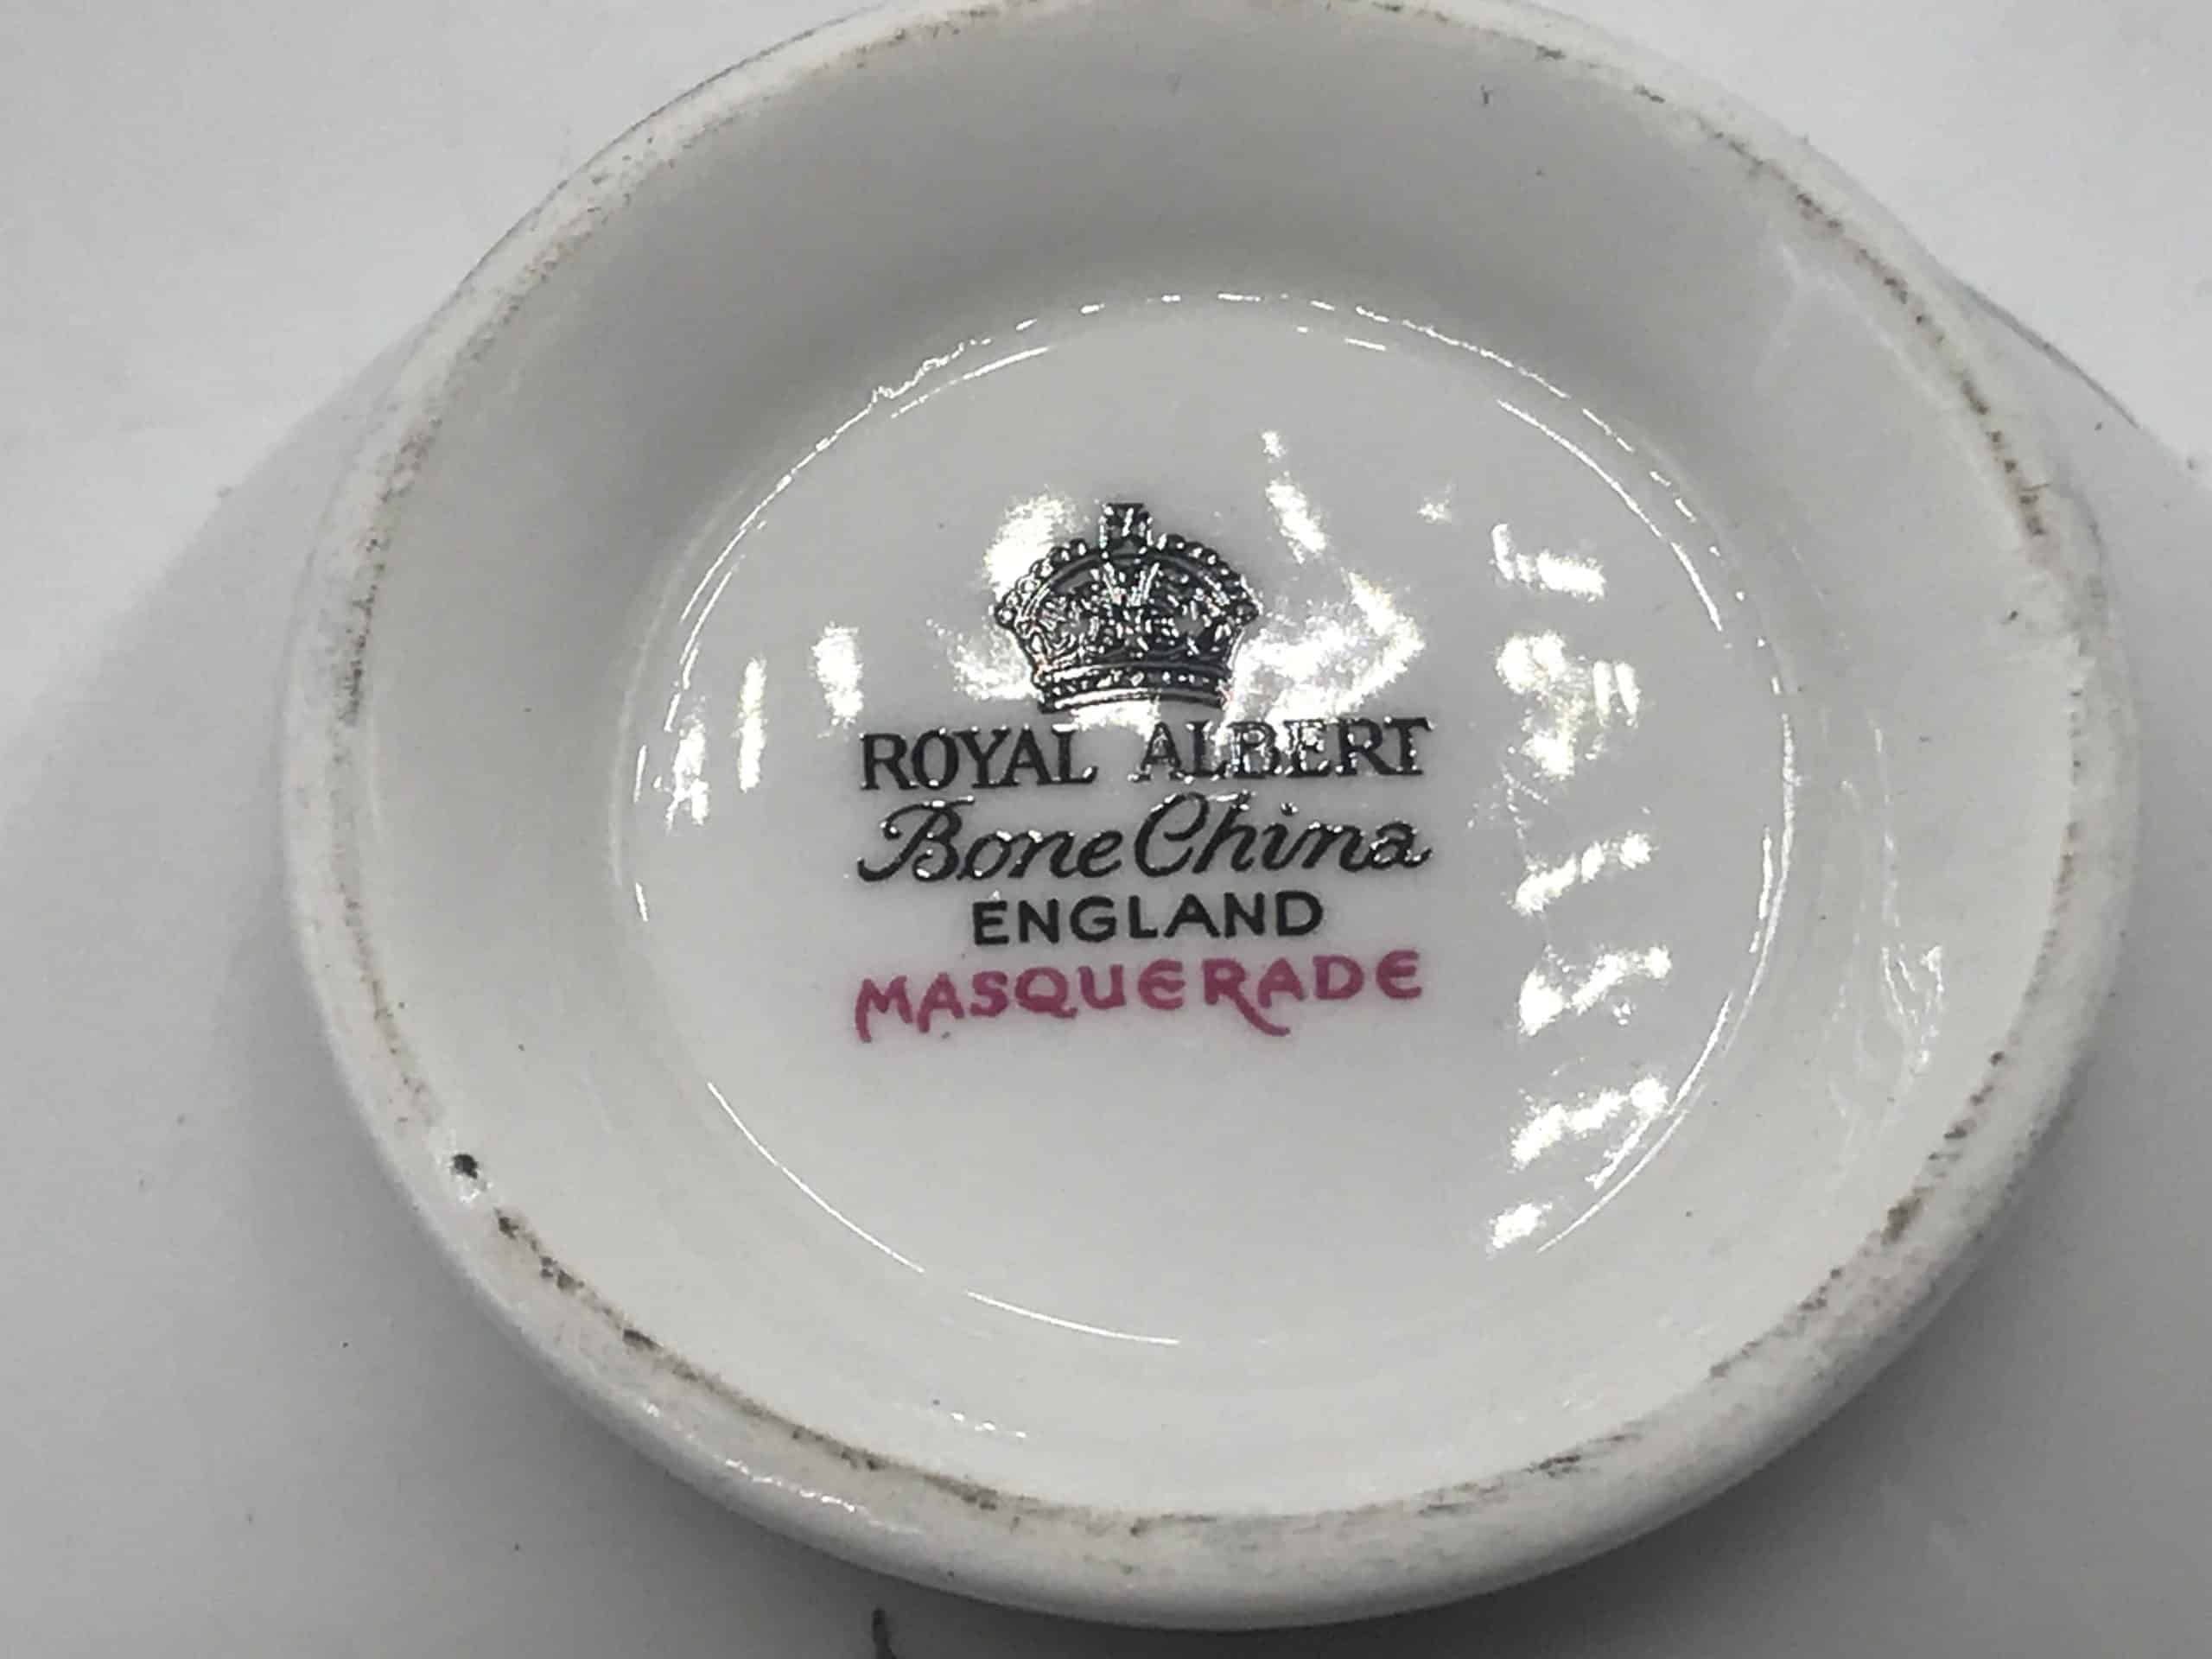 ROYAL ALBERT
Bone China
ENGLAND
MASQUERADE